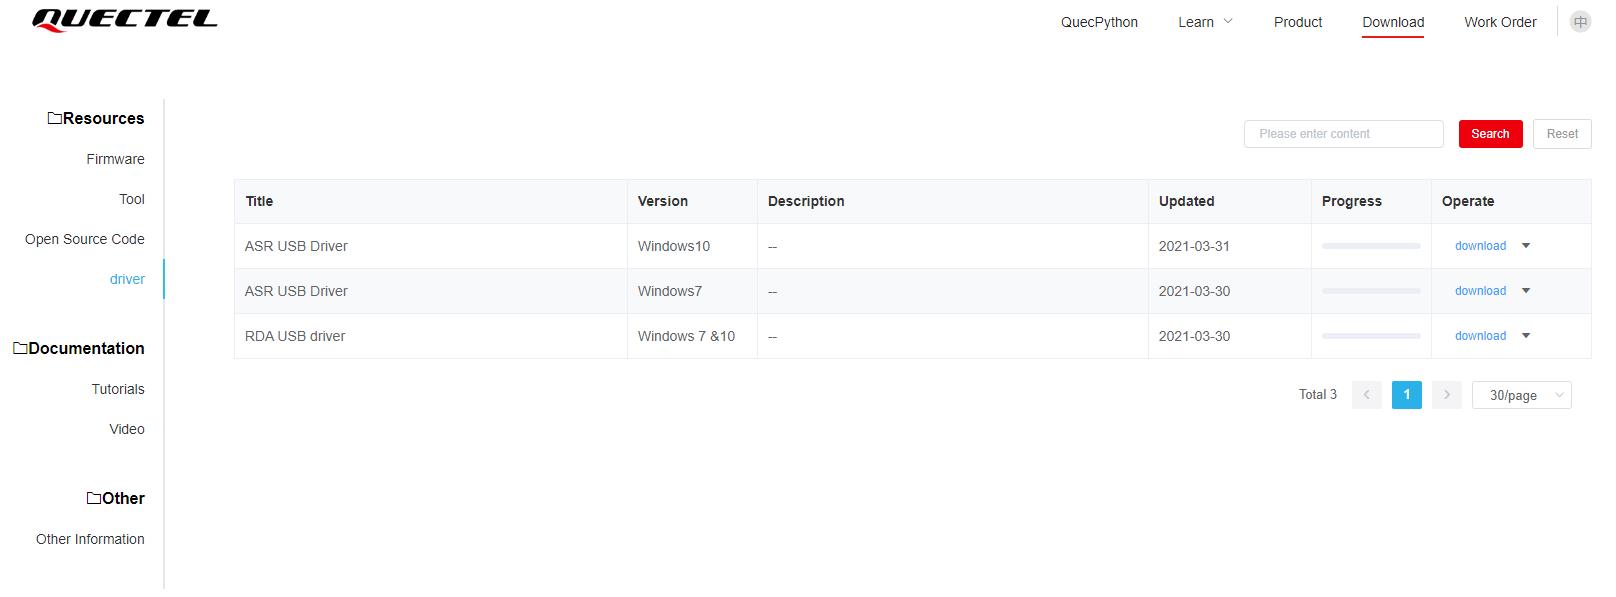 QUECTEL
QuecPython Learn Product Download Work Order 中
Resources
Firmware
Tool
Open Source Code
driver
Documentation
Tutorials
Video
Other
Other Information
Please enter content Search Reset
Title Version Description Updated Progress Operate
ASR USB Driver Windows10 -- 2021-03-31 download
ASR USB Driver Windows7 -- 2021-03-30 download
RDA USB driver Windows 7 &10 -- 2021-03-30 download
Total 3 < 1 > 30/page